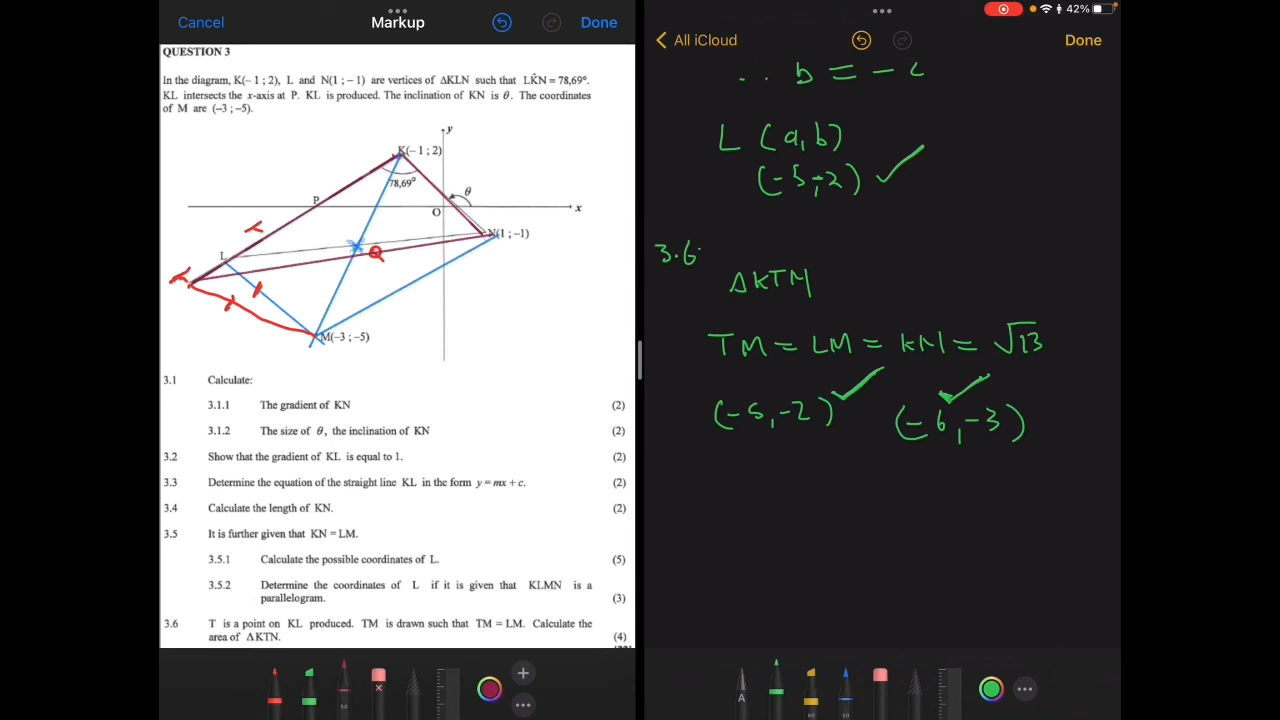 Cancel
Markup
Done
QUESTION 3
In the diagram, K(– 1 ; 2), L and N(1 ; – 1) are vertices of ΔKLN such that LK̂N = 78,69°.
KL intersects the x-axis at P. KL is produced. The inclination of KN is θ. The coordinates
of M are (–3 ; –5).
y
K(– 1 ; 2)
78,69°
θ
P
O
x
N(1 ; –1)
L
Q
M(–3 ; –5)
3.1 Calculate:
3.1.1 The gradient of KN (2)
3.1.2 The size of θ, the inclination of KN (2)
3.2 Show that the gradient of KL is equal to 1. (2)
3.3 Determine the equation of the straight line KL in the form y = mx + c. (2)
3.4 Calculate the length of KN. (2)
3.5 It is further given that KN = LM.
3.5.1 Calculate the possible coordinates of L. (5)
3.5.2 Determine the coordinates of L if it is given that KLMN is a
parallelogram. (3)
3.6 T is a point on KL produced. TM is drawn such that TM = LM. Calculate the
area of ΔKTN. (4)
50
A
All iCloud
42%
Done
L (a, b)
(-5, -2) ✓
3.6
ΔKTM
TM = LM = KN = √13
(-5, -2) ✓ (-6, -3) ✓
A
80
50